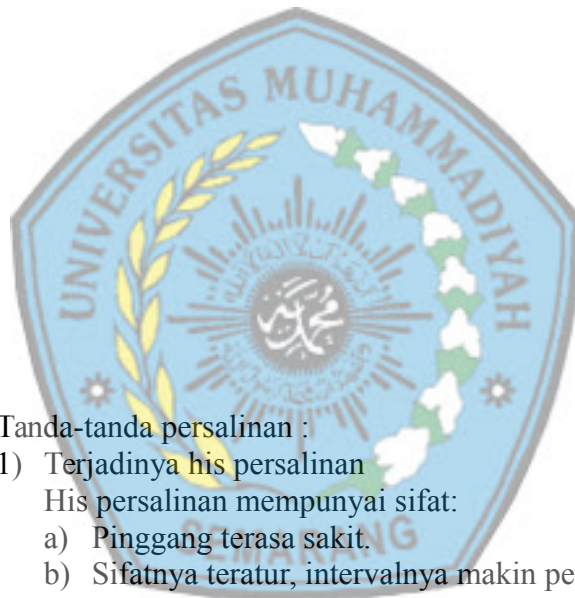 UNIVERSITAS MUHAMMADIYAH
SEMARANG
Tanda-tanda persalinan :
1) Terjadinya his persalinan
His persalinan mempunyai sifat:
a) Pinggang terasa sakit.
b) Sifatnya teratur, intervalnya makin pe